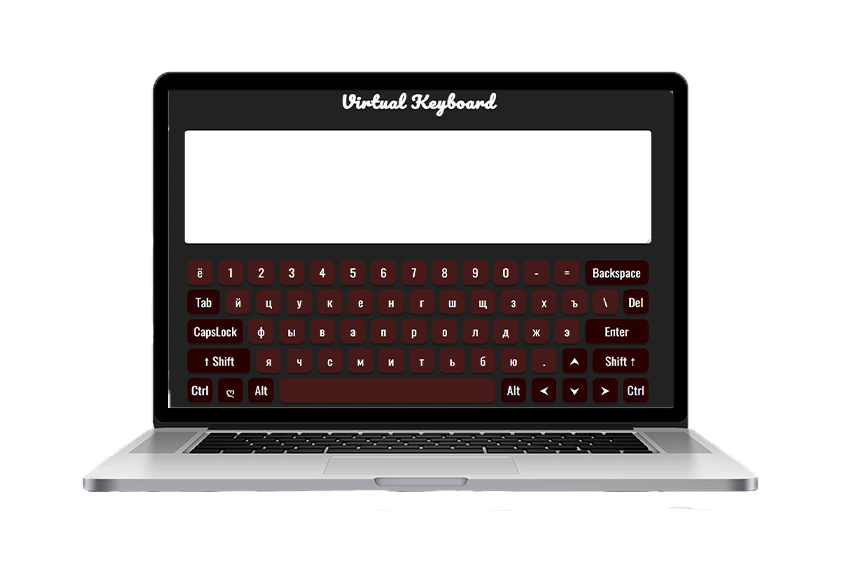 Virtual Keyboard
ё 1 2 3 4 5 6 7 8 9 0 - = Backspace
Tab й ц у к е н г ш щ з х ъ \ Del
CapsLock ф ы в а п р о л д ж э Enter
↑ Shift я ч с м и т ь б ю . ⮝ Shift ↑
Ctrl ლ Alt Alt ⮜ ⮟ ⮞ Ctrl